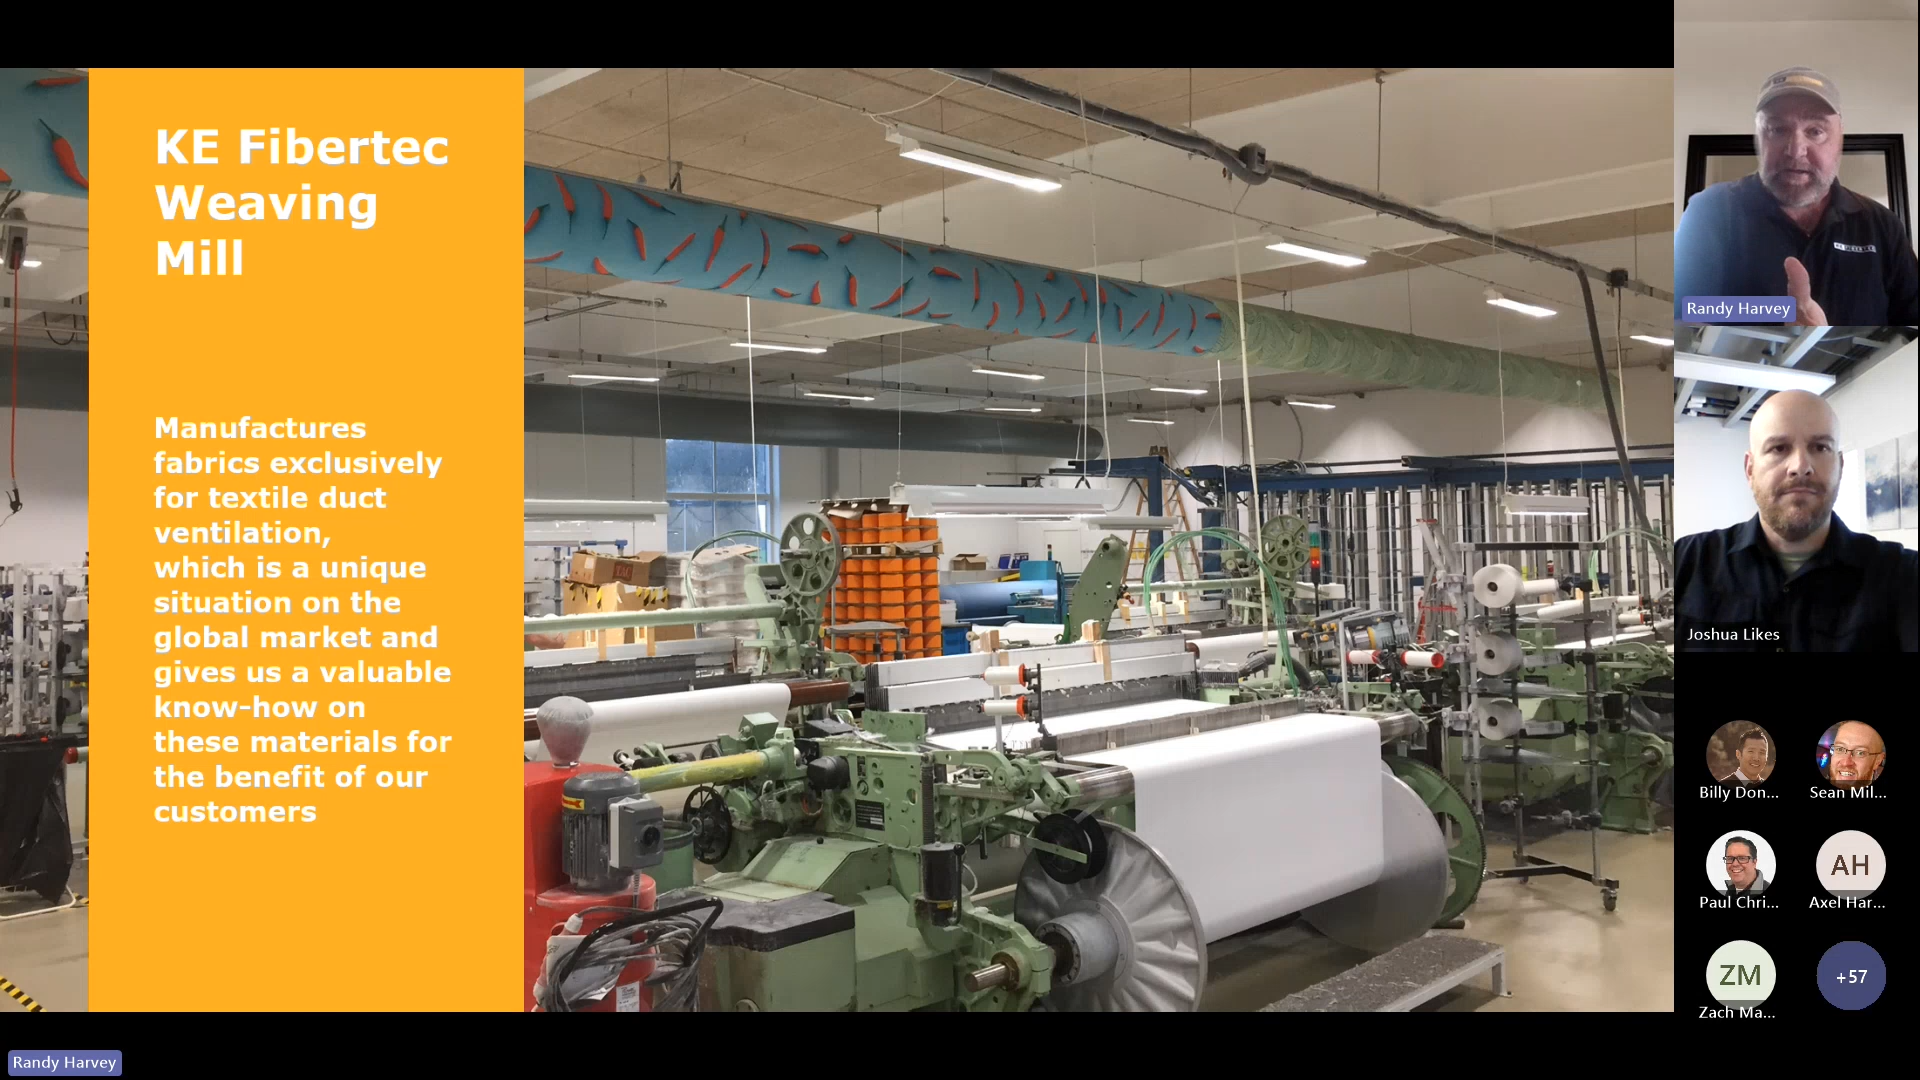 KE Fibertec
Weaving
Mill
Manufactures
fabrics exclusively
for textile duct
ventilation,
which is a unique
situation on the
global market and
gives us a valuable
know-how on
these materials for
the benefit of our
customers
Randy Harvey
Joshua Likes
Billy Don...
Sean Mil...
Paul Chri...
AH
Axel Har...
ZM
Zach Ma...
+57
Randy Harvey